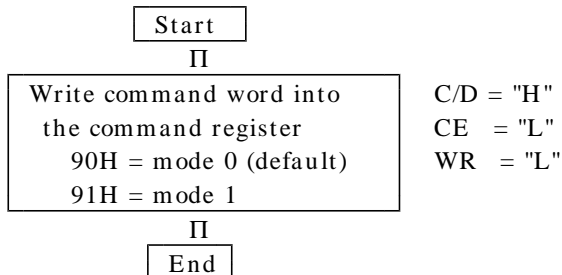 Start
Π
Write command word into C/D = "H"
the command register CE = "L"
90H = mode 0 (default) WR = "L"
91H = mode 1
Π
End